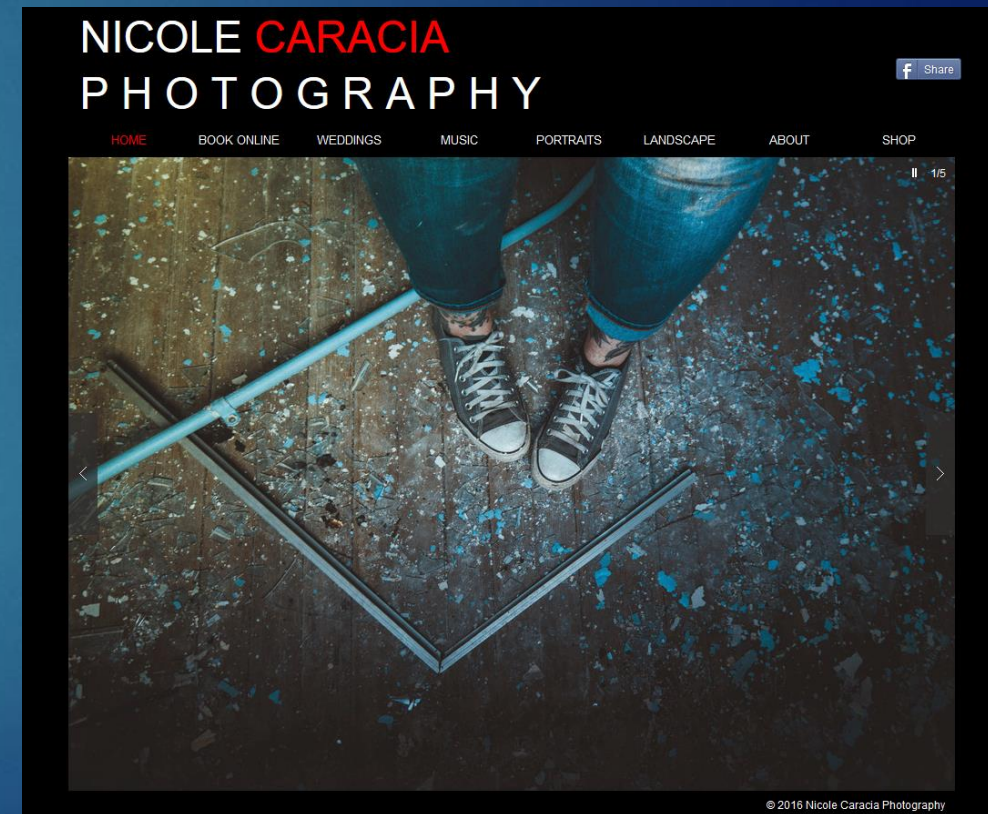 NICOLE CARACIA
PHOTOGRAPHY
f Share
HOME BOOK ONLINE WEDDINGS MUSIC PORTRAITS LANDSCAPE ABOUT SHOP
1/5
© 2016 Nicole Caracia Photography